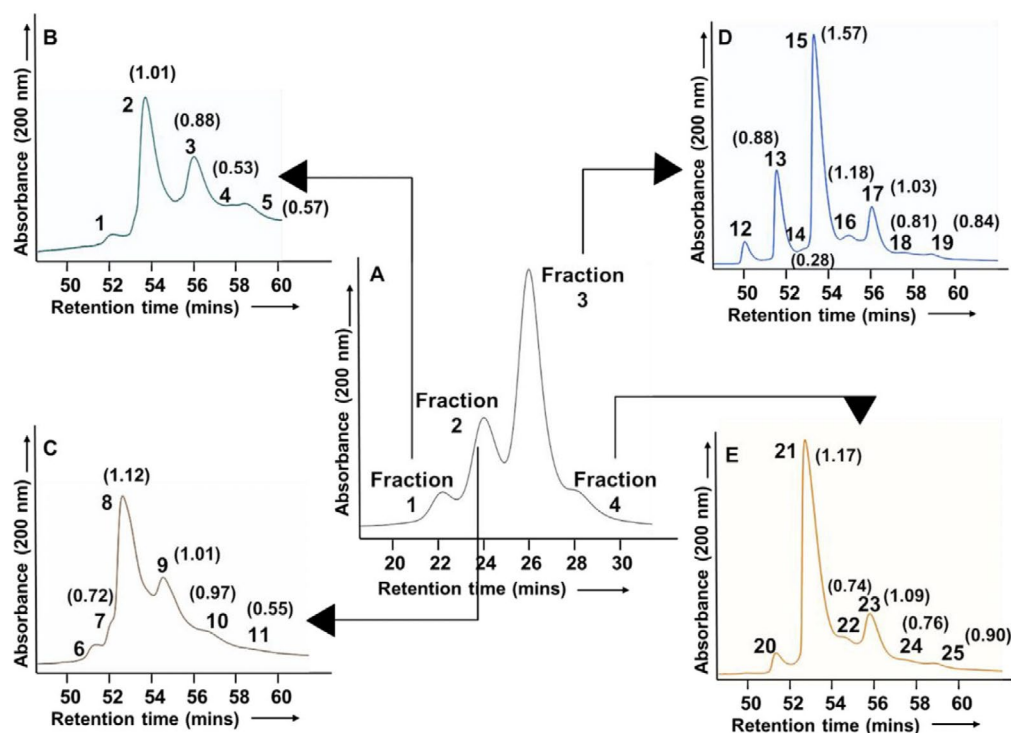 B
Absorbance (200 nm)
(1.01)
2
(0.88)
3
(0.53)
4
5
(0.57)
1
50 52 54 56 58 60
Retention time (mins)
D
Absorbance (200 nm)
15
(1.57)
(0.88)
13
(1.18)
17
(1.03)
12
14
16
(0.81)
(0.84)
18
19
(0.28)
50 52 54 56 58 60
Retention time (mins)
A
Absorbance (200 nm)
Fraction
3
Fraction
2
Fraction
1
Fraction
4
20 22 24 26 28 30
Retention time (mins)
C
Absorbance (200 nm)
(1.12)
8
9
(1.01)
(0.72)
(0.97)
7
10
(0.55)
6
11
50 52 54 56 58 60
Retention time (mins)
E
Absorbance (200 nm)
21
(1.17)
(0.74)
23
(1.09)
22
(0.76)
20
24
25
(0.90)
50 52 54 56 58 60
Retention time (mins)